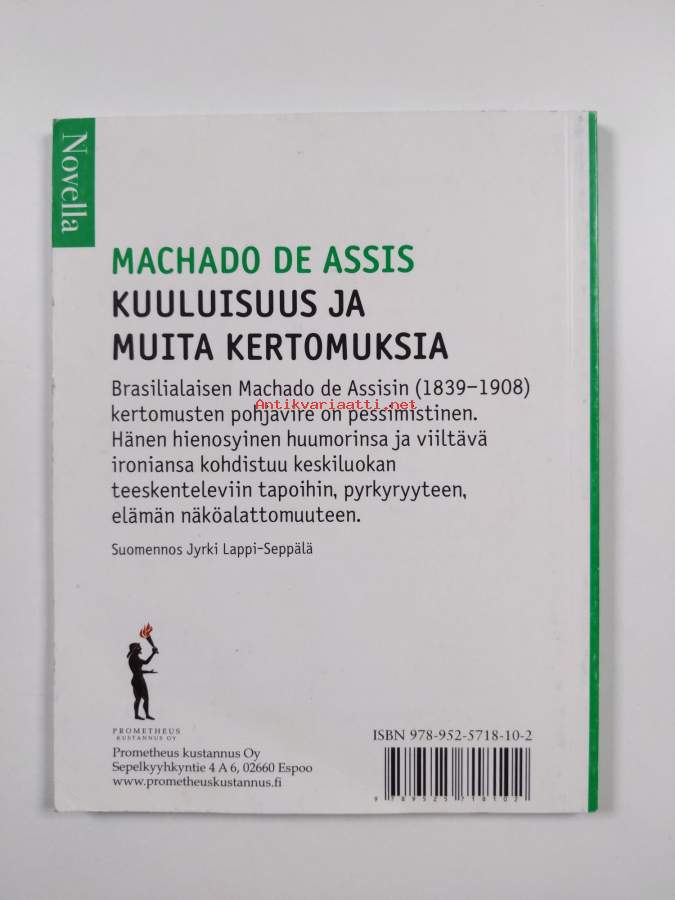 Novella
MACHADO DE ASSIS
KUULUISUUS JA
MUITA KERTOMUKSIA
Brasilialaisen Machado de Assisin (1839–1908)
Antikvariaatti.net
kertomusten pohjavire on pessimistinen.
Hänen hienosyinen huumorinsa ja viiltävä
ironiansa kohdistuu keskiluokan
teeskenteleviin tapoihin, pyrkyryyteen,
elämän näköalattomuuteen.
Suomennos Jyrki Lappi-Seppälä
PROMETHEUS
KUSTANNUS OY
Prometheus kustannus Oy
Sepelkyyhkyntie 4 A 6, 02660 Espoo
www.prometheuskustannus.fi
ISBN 978-952-5718-10-2
9 789525 718102